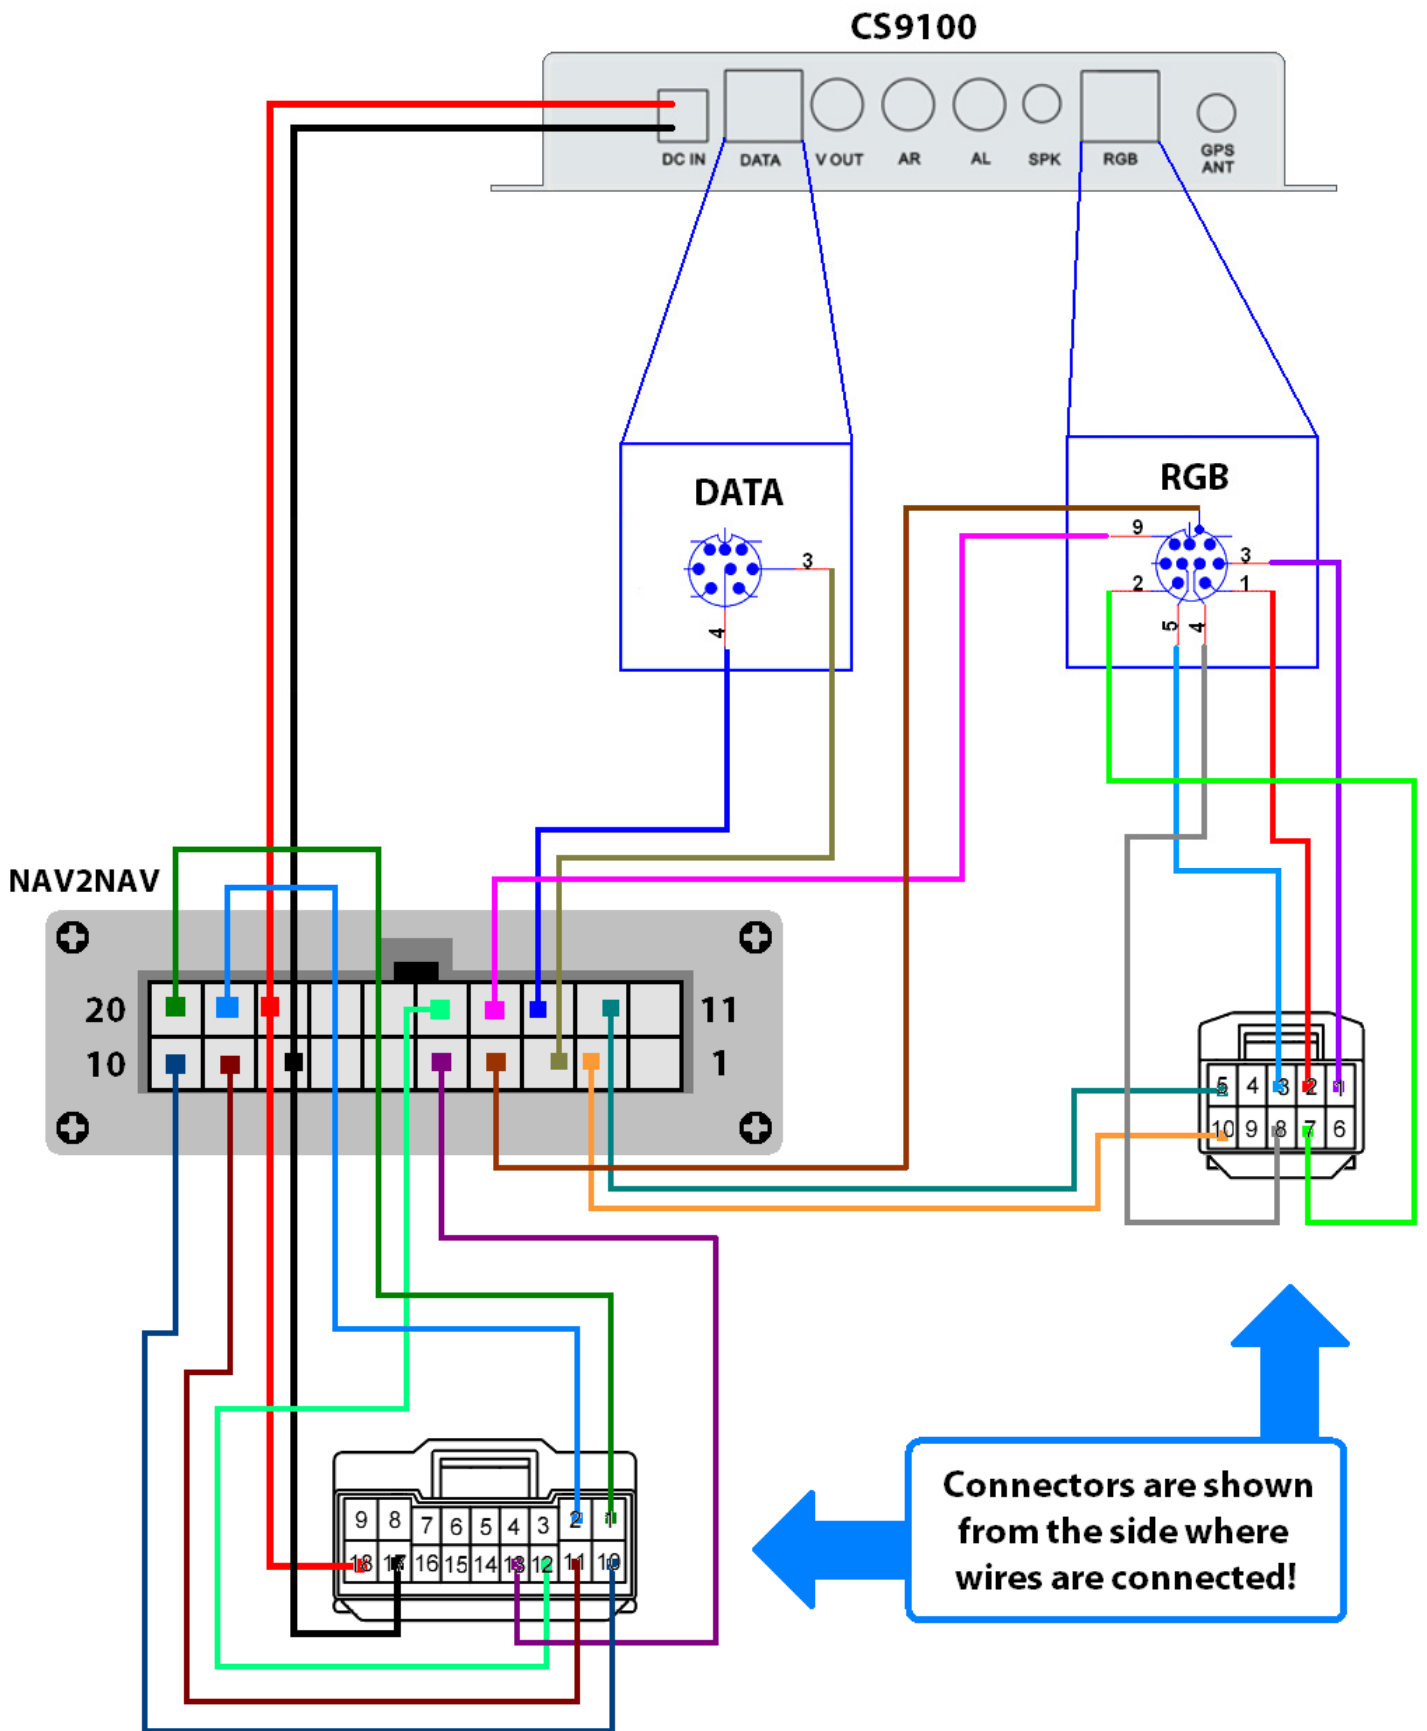 CS9100
DC IN
DATA
V OUT
AR
AL
SPK
RGB
GPS
ANT
DATA
3
4
RGB
9
3
2
1
5
4
NAV2NAV
20
11
10
1
5 4 3 2 1
10 9 8 7 6
9 8 7 6 5 4 3 2 1
18 17 16 15 14 13 12 11 10
Connectors are shown
from the side where
wires are connected!